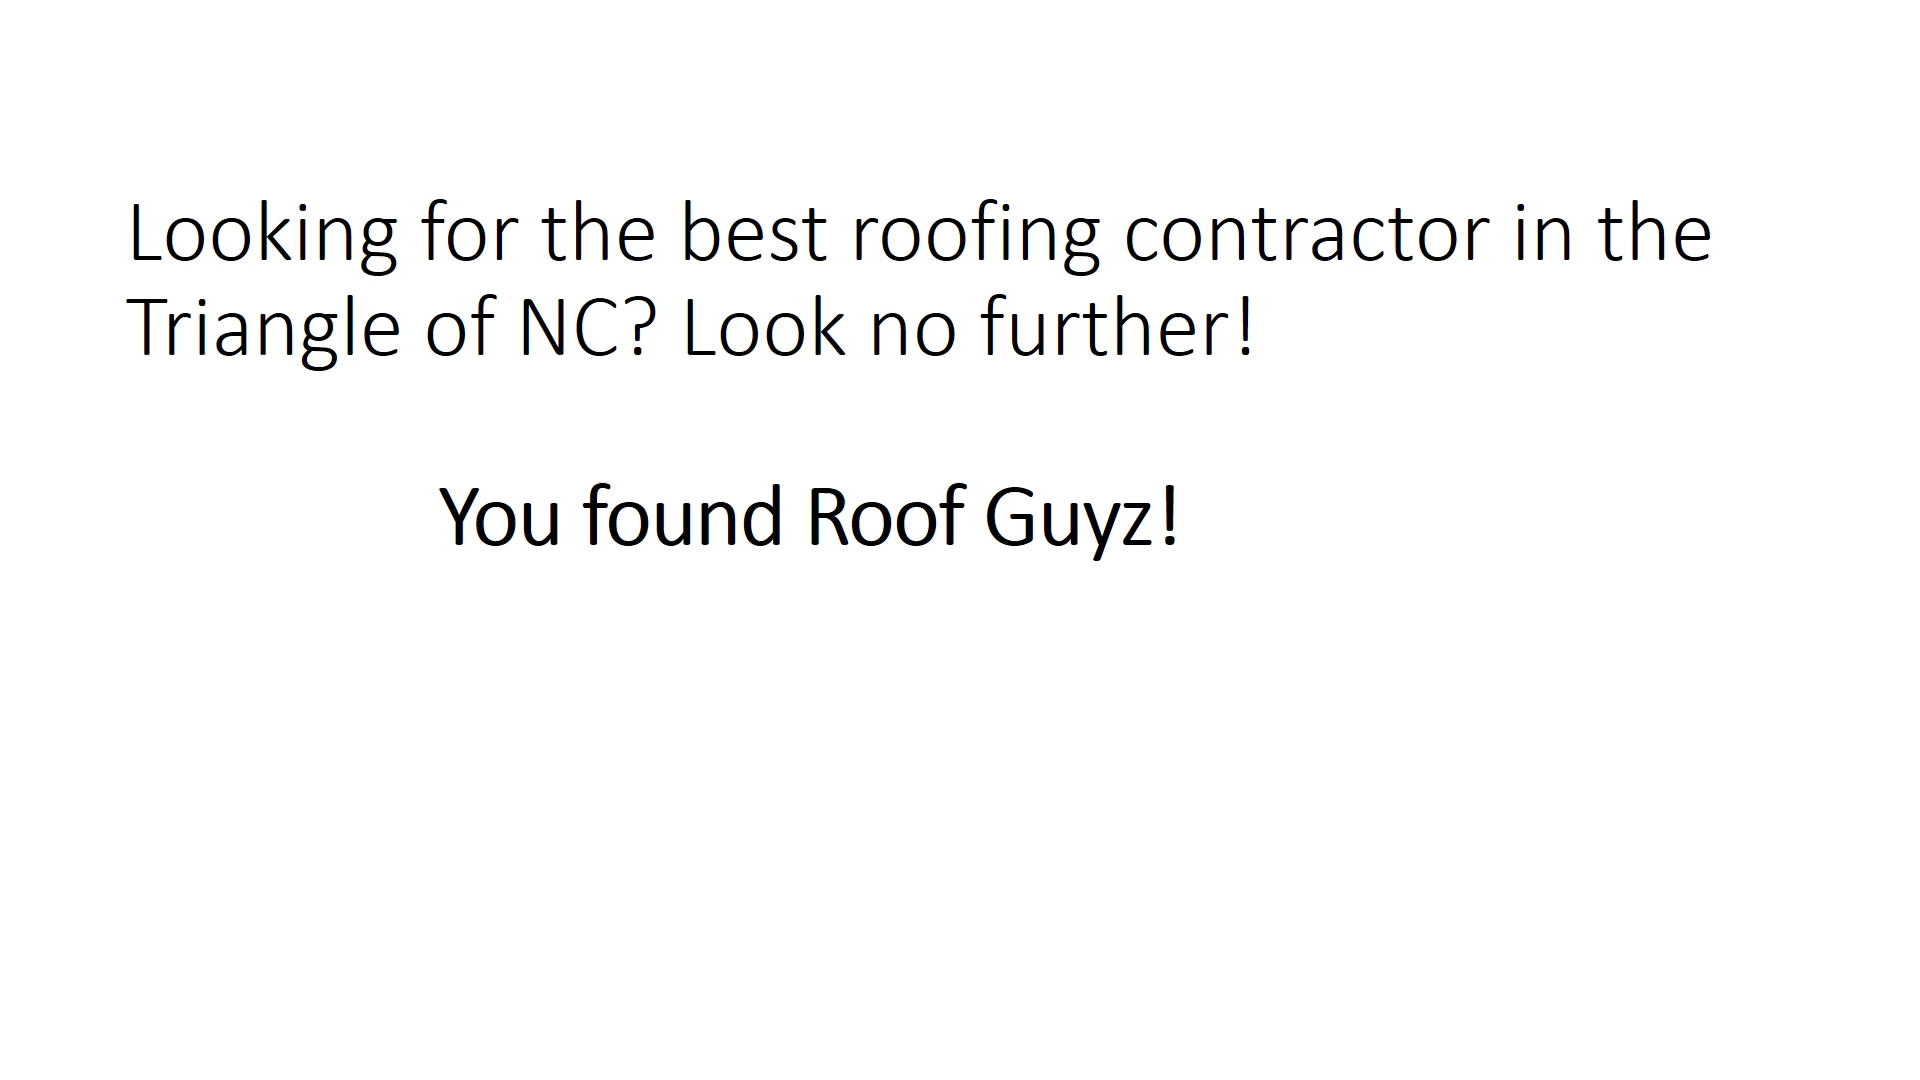 Looking for the best roofing contractor in the
Triangle of NC? Look no further!
You found Roof Guyz!